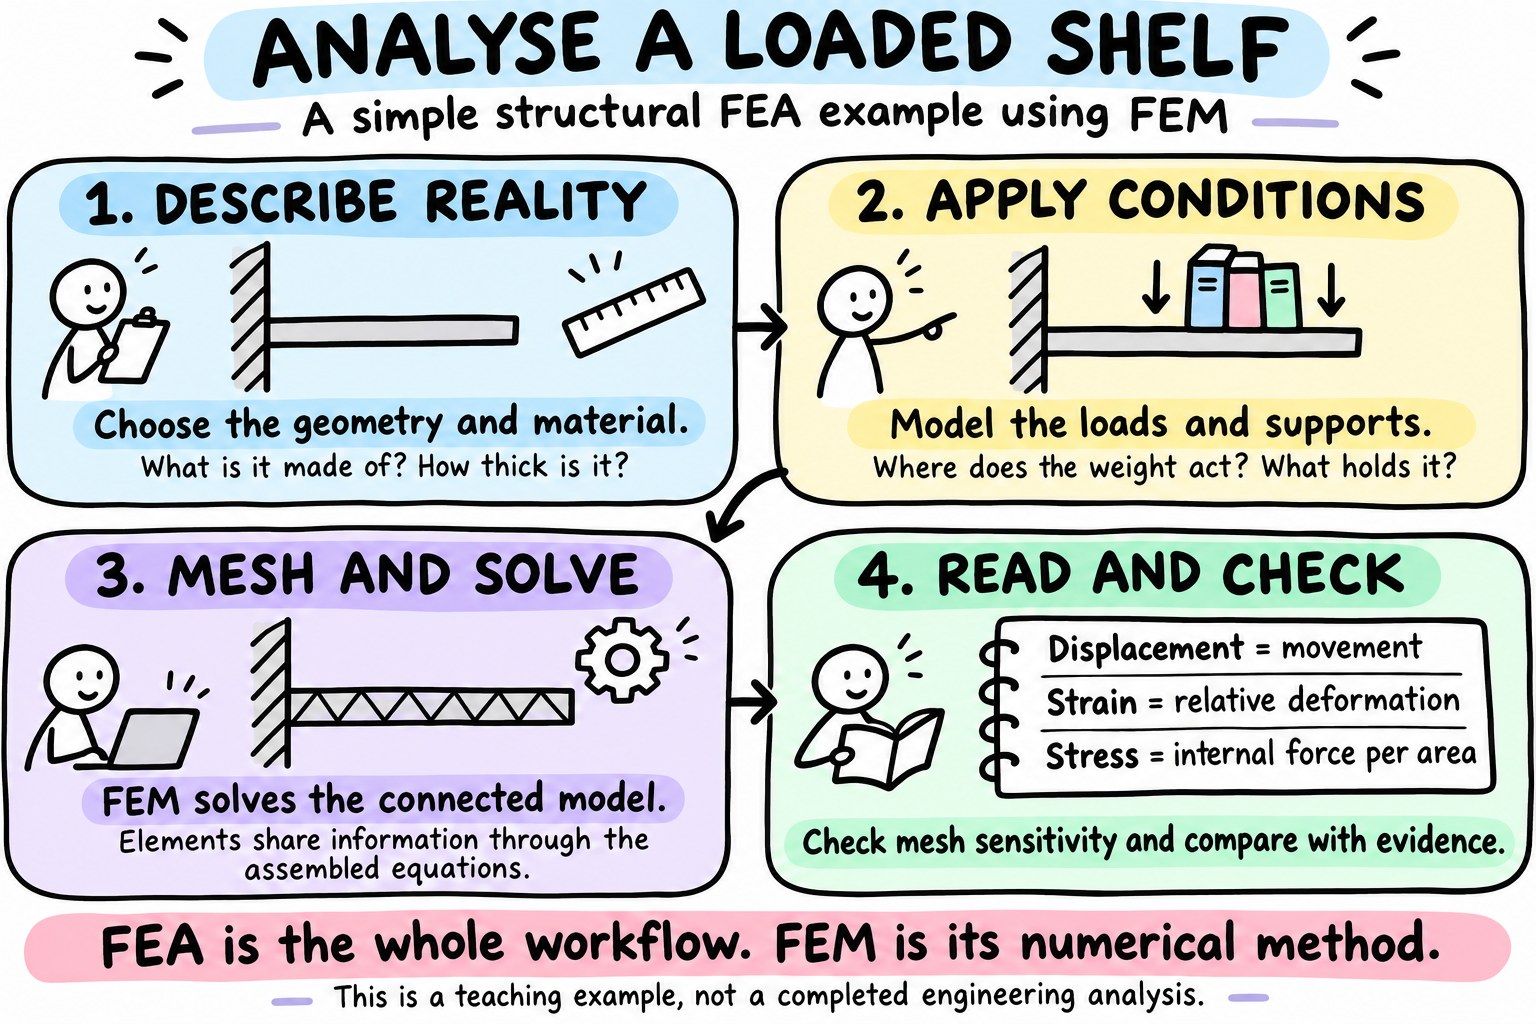 ANALYSE A LOADED SHELF
A simple structural FEA example using FEM
1. DESCRIBE REALITY
Choose the geometry and material.
What is it made of? How thick is it?
2. APPLY CONDITIONS
Model the loads and supports.
Where does the weight act? What holds it?
3. MESH AND SOLVE
FEM solves the connected model.
Elements share information through the
assembled equations.
4. READ AND CHECK
Displacement = movement
Strain = relative deformation
Stress = internal force per area
Check mesh sensitivity and compare with evidence.
FEA is the whole workflow. FEM is its numerical method.
This is a teaching example, not a completed engineering analysis.